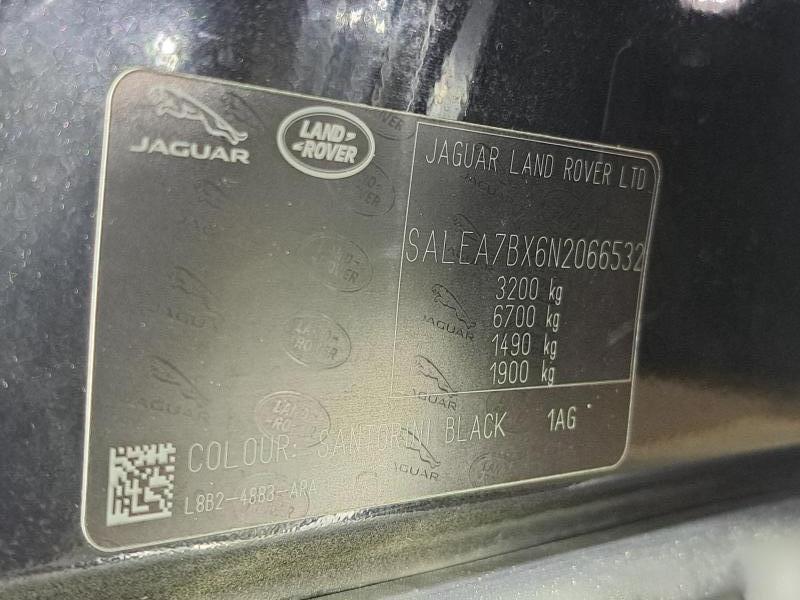 JAGUAR
LAND
ROVER
JAGUAR LAND ROVER LTD
SALEA7BX6N2066532
3200 kg
6700 kg
1490 kg
1900 kg
COLOUR: SANTORINI BLACK 1AG
L8B2-4883-ARA